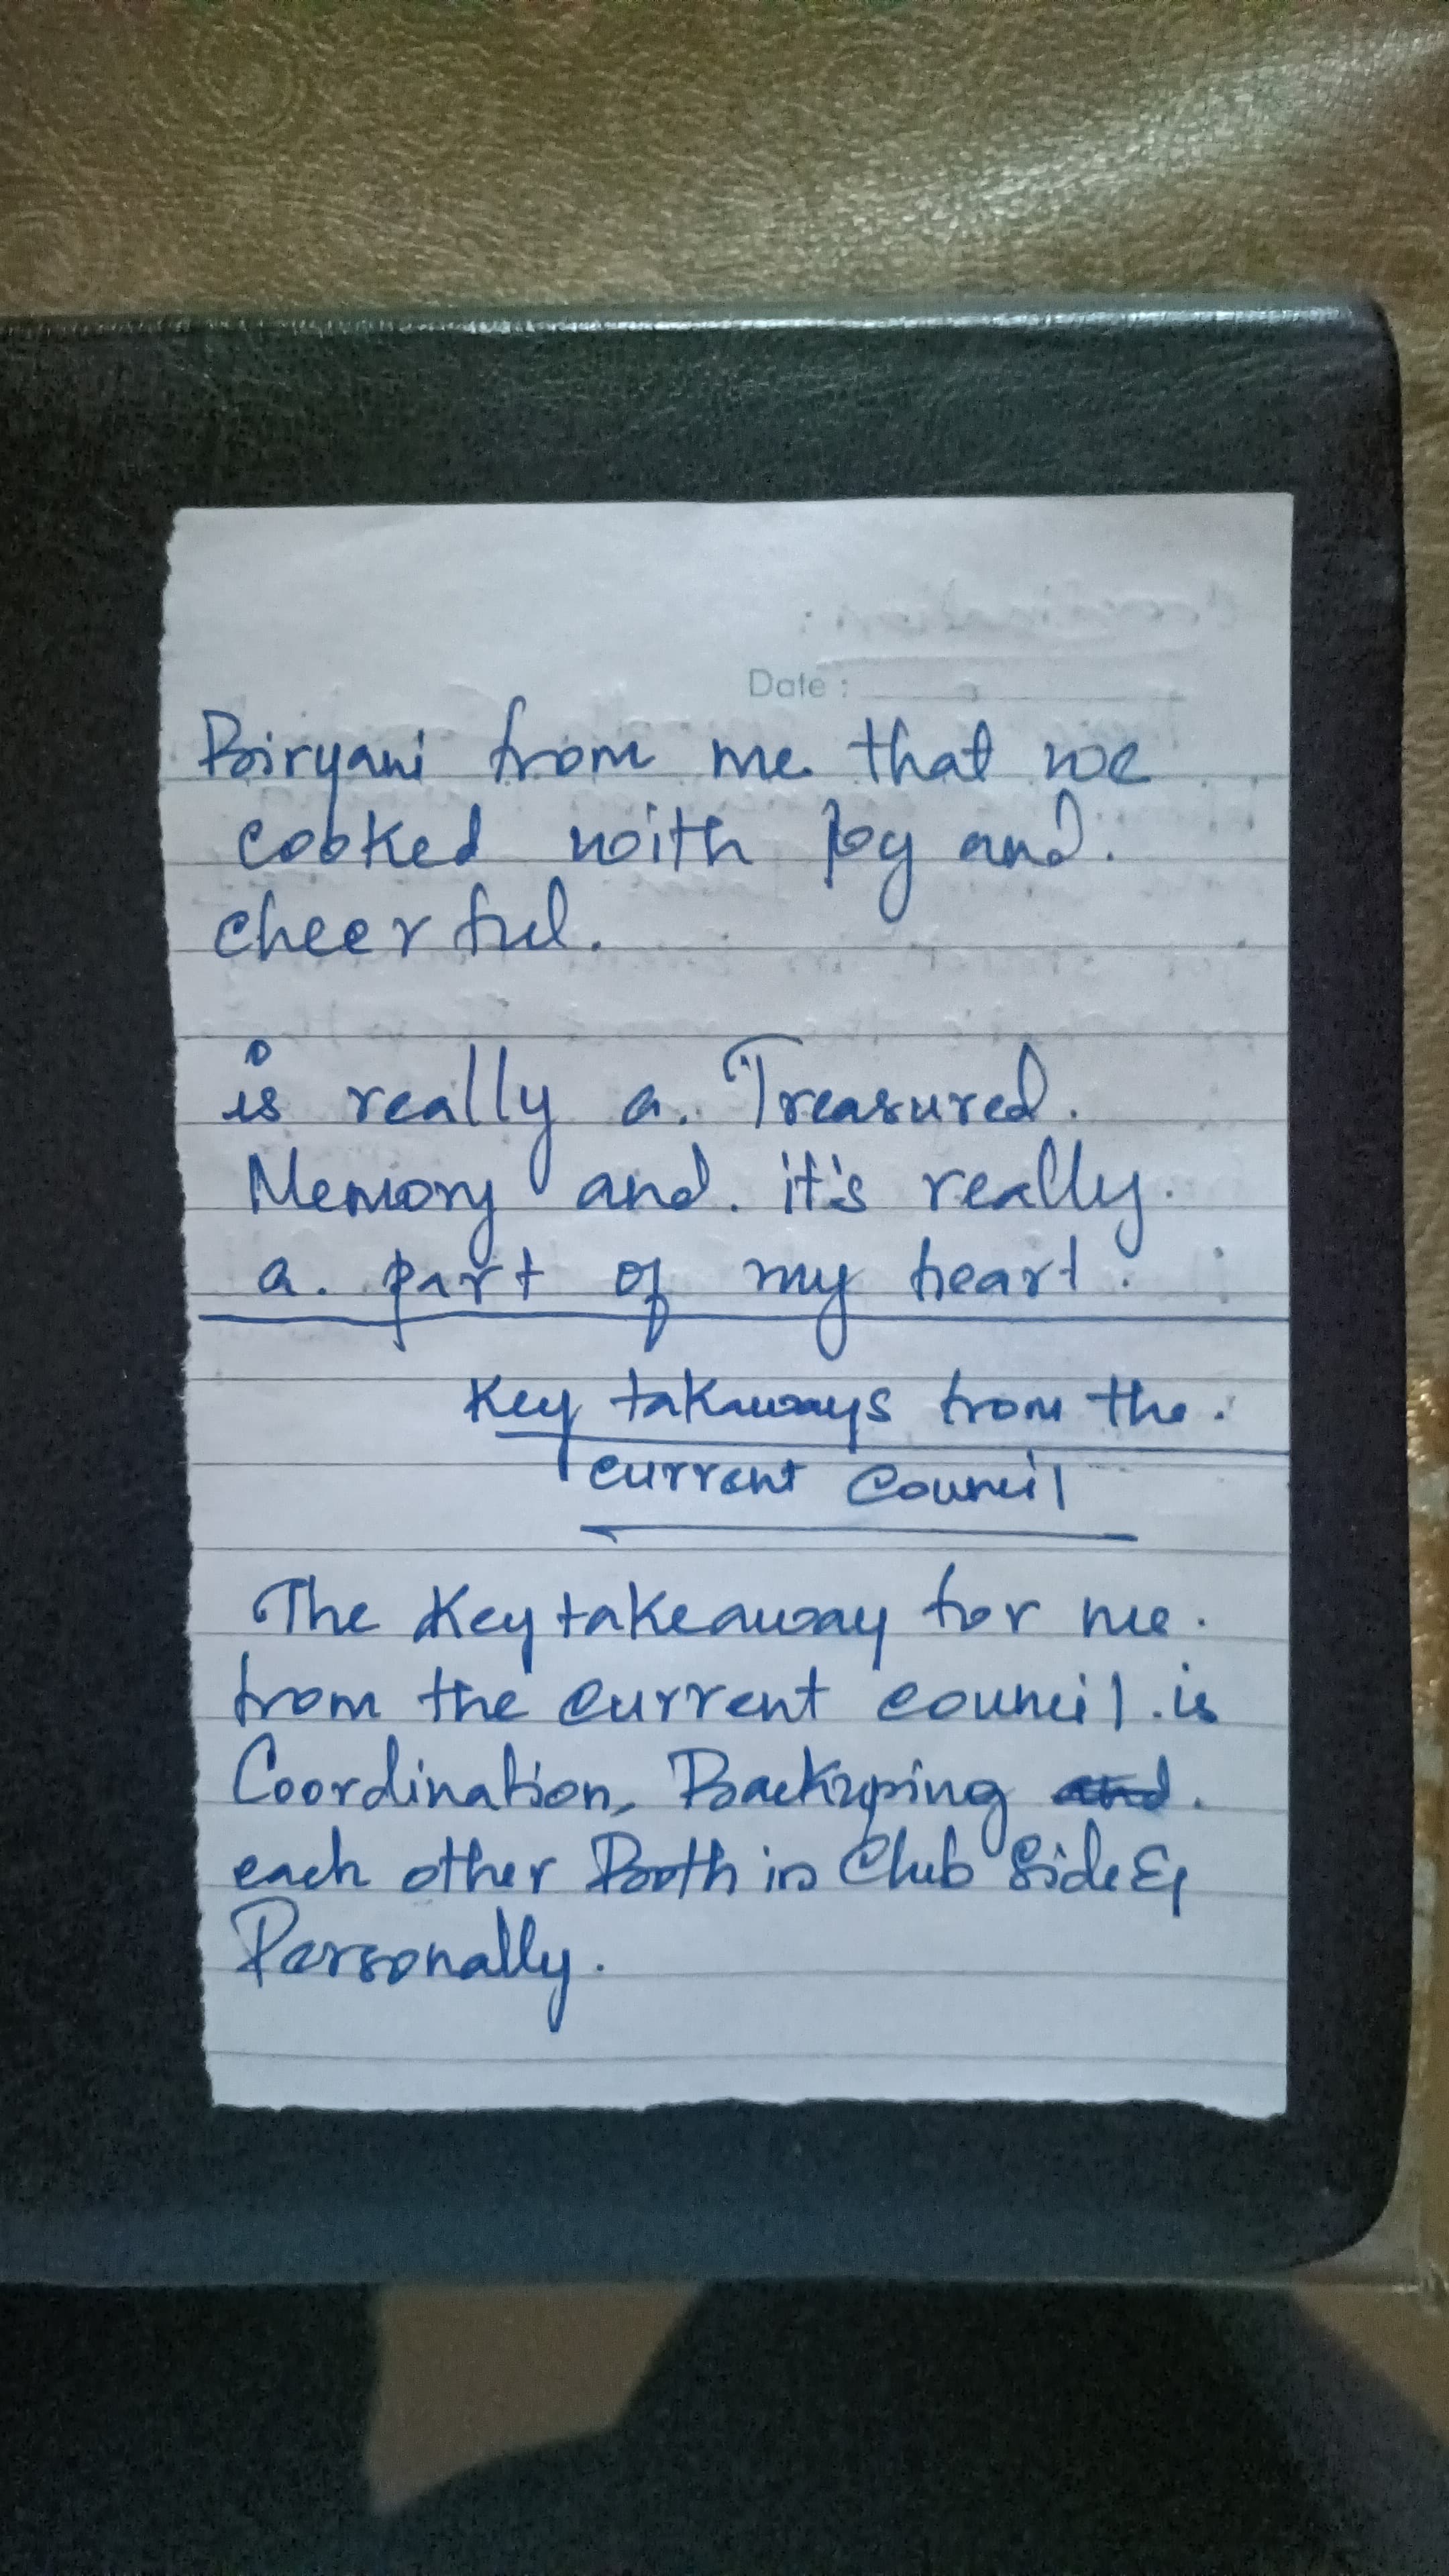 Date :
Biryani from me that we
cooked with Joy and.
cheerful.
is really a. Treasured.
Memory and. it's really.
a. part of my heart.
Key takaways from the.
current Council
The Key takeaway for me.
from the current council. is
Coordination, Backuping and.
each other Both in Club Side &
Personally.